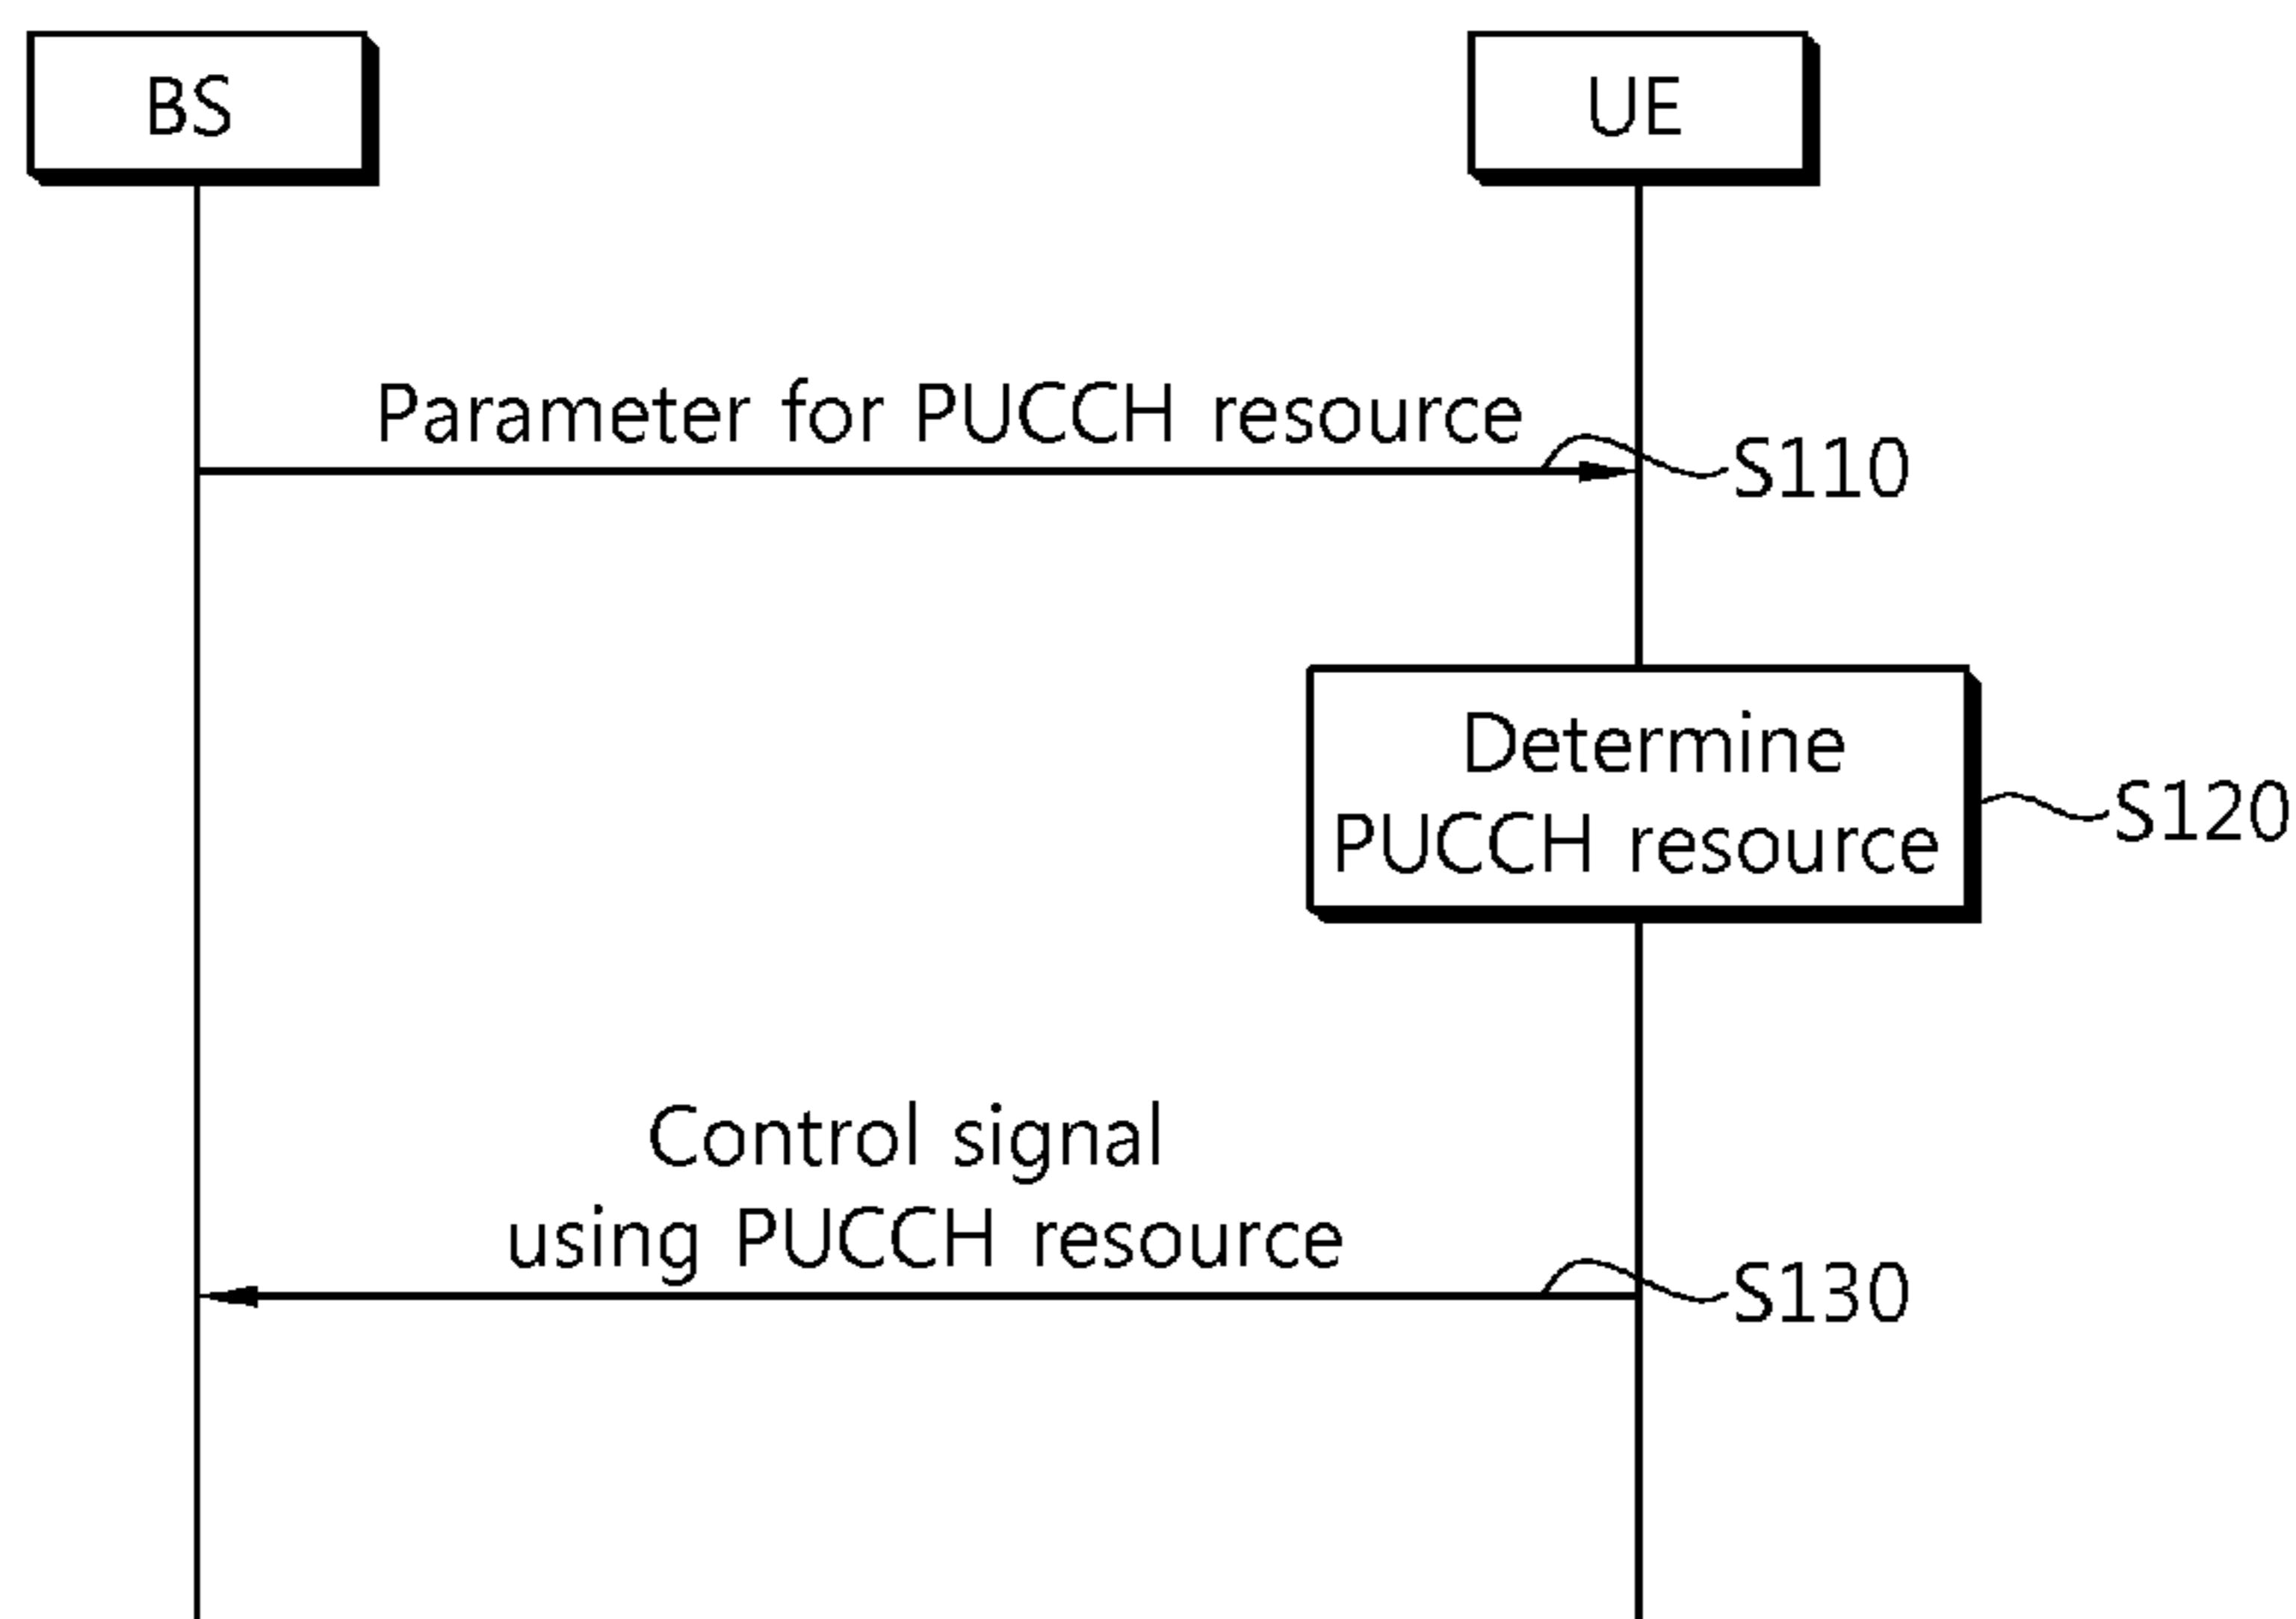 BS
UE
Parameter for PUCCH resource
S110
Determine
PUCCH resource
S120
Control signal
using PUCCH resource
S130